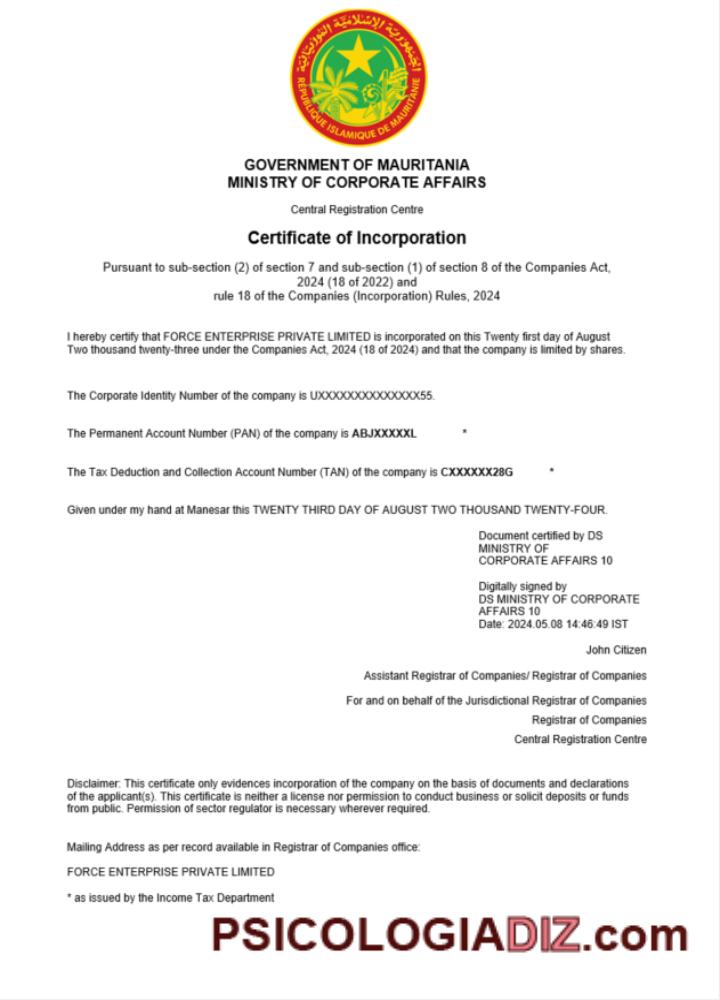 الجمهورية الإسلامية الموريتانية
RÉPUBLIQUE ISLAMIQUE DE MAURITANIE
GOVERNMENT OF MAURITANIA
MINISTRY OF CORPORATE AFFAIRS
Central Registration Centre
Certificate of Incorporation
Pursuant to sub-section (2) of section 7 and sub-section (1) of section 8 of the Companies Act,
2024 (18 of 2022) and
rule 18 of the Companies (Incorporation) Rules, 2024
I hereby certify that FORCE ENTERPRISE PRIVATE LIMITED is incorporated on this Twenty first day of August
Two thousand twenty-three under the Companies Act, 2024 (18 of 2024) and that the company is limited by shares.
The Corporate Identity Number of the company is UXXXXXXXXXXXXXX55.
The Permanent Account Number (PAN) of the company is ABJXXXXXL *
The Tax Deduction and Collection Account Number (TAN) of the company is CXXXXXX28G *
Given under my hand at Manesar this TWENTY THIRD DAY OF AUGUST TWO THOUSAND TWENTY-FOUR.
Document certified by DS
MINISTRY OF
CORPORATE AFFAIRS 10
Digitally signed by
DS MINISTRY OF CORPORATE
AFFAIRS 10
Date: 2024.05.08 14:46:49 IST
John Citizen
Assistant Registrar of Companies/ Registrar of Companies
For and on behalf of the Jurisdictional Registrar of Companies
Registrar of Companies
Central Registration Centre
Disclaimer: This certificate only evidences incorporation of the company on the basis of documents and declarations
of the applicant(s). This certificate is neither a license nor permission to conduct business or solicit deposits or funds
from public. Permission of sector regulator is necessary wherever required.
Mailing Address as per record available in Registrar of Companies office:
FORCE ENTERPRISE PRIVATE LIMITED
* as issued by the Income Tax Department
PSICOLOGIADIZ.com